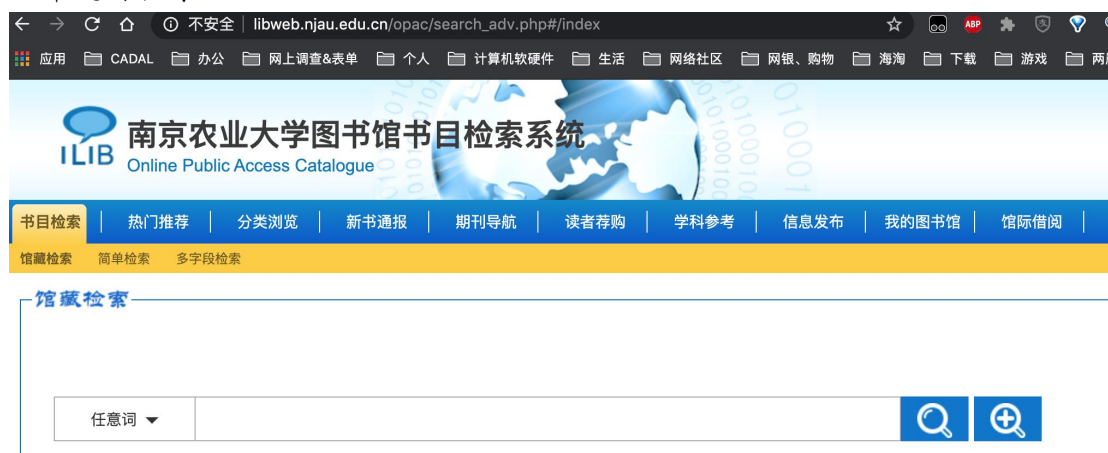 不安全 | libweb.njau.edu.cn/opac/search_adv.php#/index ABP
应用 CADAL 办公 网上调查&表单 个人 计算机软硬件 生活 网络社区 网银、购物 海淘 下载 游戏
ILIB 南京农业大学图书馆书目检索系统
Online Public Access Catalogue
书目检索 热门推荐 分类浏览 新书通报 期刊导航 读者荐购 学科参考 信息发布 我的图书馆 馆际借阅
馆藏检索 简单检索 多字段检索
馆藏检索
任意词